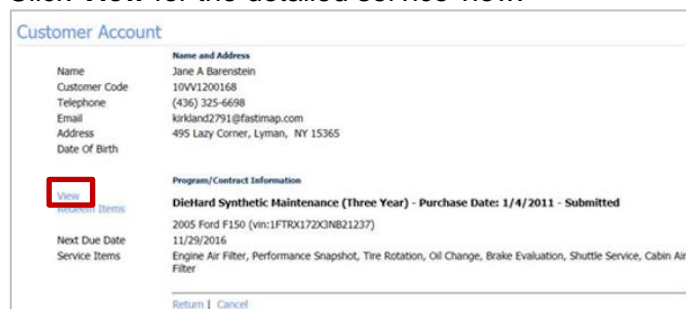 Click View for the detailed service view.
Customer Account
Name and Address
Name Jane A Barenstein
Customer Code 10VV1200168
Telephone (436) 325-6698
Email kirkland2791@fastimap.com
Address 495 Lazy Corner, Lyman, NY 15365
Date Of Birth
Program/Contract Information
View
DieHard Synthetic Maintenance (Three Year) - Purchase Date: 1/4/2011 - Submitted
Redeem Items
2005 Ford F150 (vin:1FTRX172X3NB21237)
Next Due Date 11/29/2016
Service Items Engine Air Filter, Performance Snapshot, Tire Rotation, Oil Change, Brake Evaluation, Shuttle Service, Cabin Air
Filter
Return | Cancel